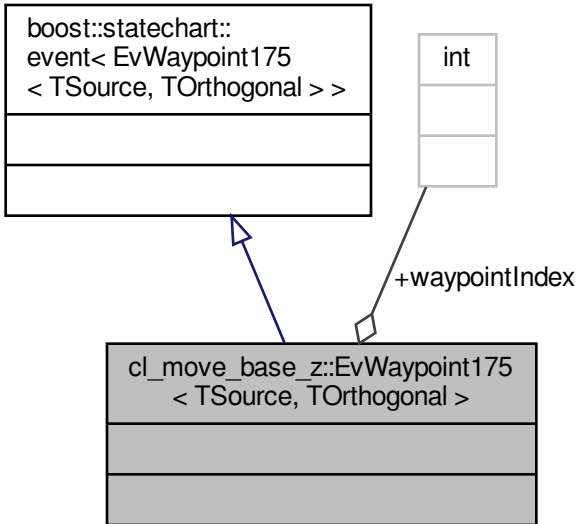 boost::statechart::
event< EvWaypoint175
< TSource, TOrthogonal > >
int
+waypointIndex
cl_move_base_z::EvWaypoint175
< TSource, TOrthogonal >